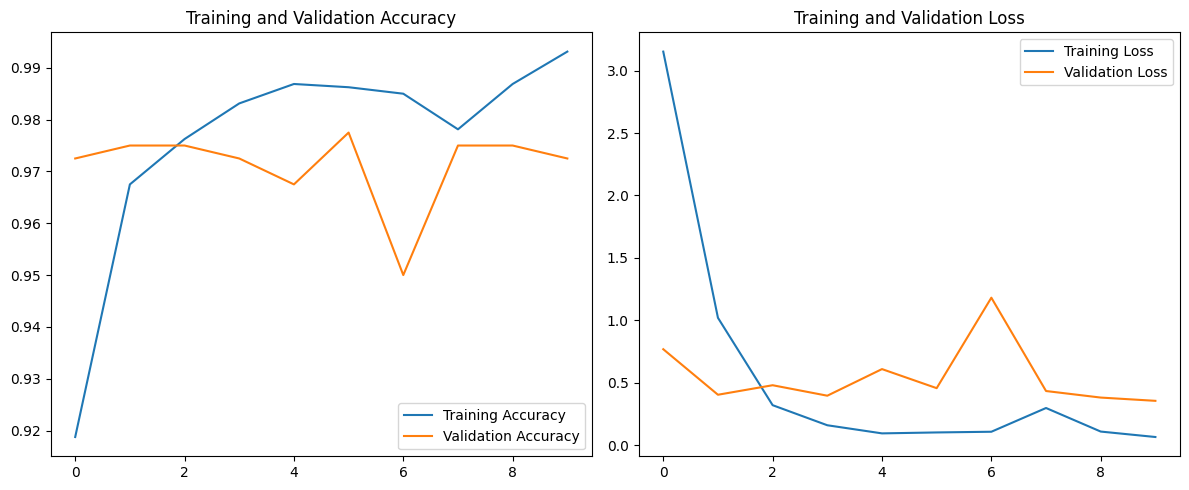 Training and Validation Accuracy
0.99
0.98
0.97
0.96
0.95
0.94
0.93
0.92
Training Accuracy
Validation Accuracy
0 2 4 6 8
Training and Validation Loss
Training Loss
Validation Loss
3.0
2.5
2.0
1.5
1.0
0.5
0.0
0 2 4 6 8